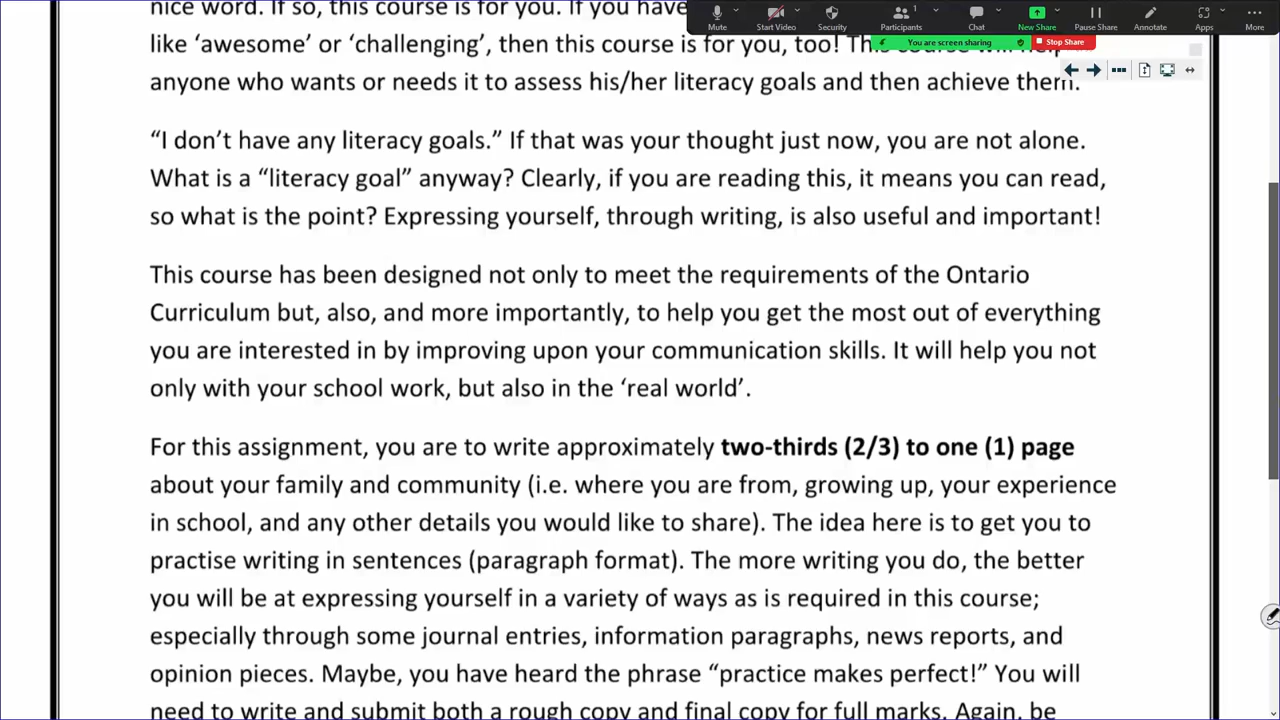 nice word. If so, this course is for you. If you have
like ‘awesome’ or ‘challenging’, then this course is for you, too! This course will help
anyone who wants or needs it to assess his/her literacy goals and then achieve them.
“I don’t have any literacy goals.” If that was your thought just now, you are not alone.
What is a “literacy goal” anyway? Clearly, if you are reading this, it means you can read,
so what is the point? Expressing yourself, through writing, is also useful and important!
This course has been designed not only to meet the requirements of the Ontario
Curriculum but, also, and more importantly, to help you get the most out of everything
you are interested in by improving upon your communication skills. It will help you not
only with your school work, but also in the ‘real world’.
For this assignment, you are to write approximately two-thirds (2/3) to one (1) page
about your family and community (i.e. where you are from, growing up, your experience
in school, and any other details you would like to share). The idea here is to get you to
practise writing in sentences (paragraph format). The more writing you do, the better
you will be at expressing yourself in a variety of ways as is required in this course;
especially through some journal entries, information paragraphs, news reports, and
opinion pieces. Maybe, you have heard the phrase “practice makes perfect!” You will
need to write and submit both a rough copy and final copy for full marks. Again, be
Mute Start Video Security Participants 1 Chat New Share Pause Share Annotate Apps More
You are screen sharing Stop Share